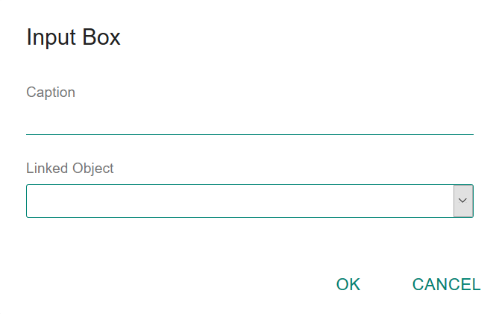 Input Box
Caption
Linked Object
OK CANCEL